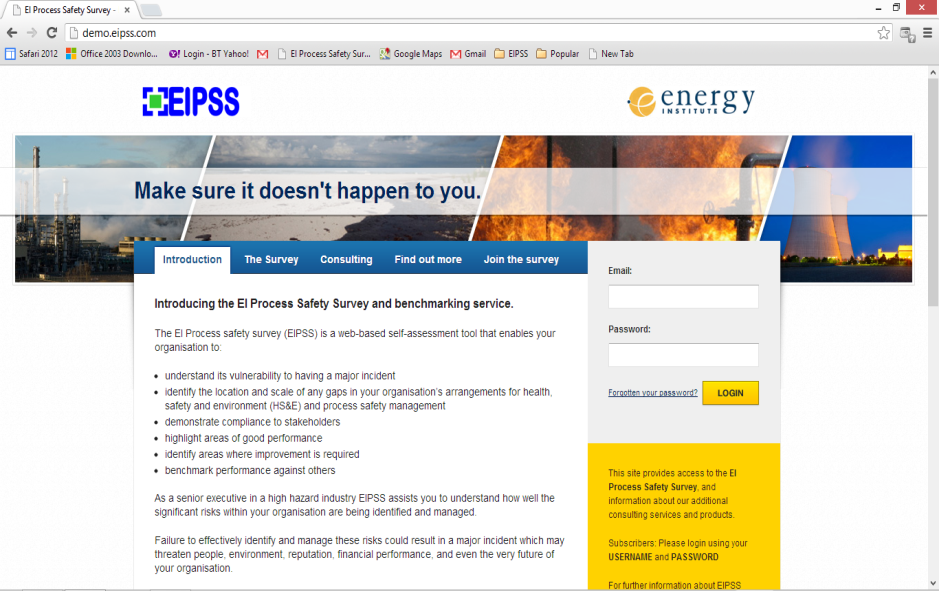 EI Process Safety Survey -
demo.eipss.com
Safari 2012 Office 2003 Downlo... Login - BT Yahoo! EI Process Safety Sur... Google Maps Gmail EIPSS Popular New Tab
EIPSS
energy
INSTITUTE
Make sure it doesn't happen to you.
Introduction The Survey Consulting Find out more Join the survey
Introducing the EI Process Safety Survey and benchmarking service.
The EI Process safety survey (EIPSS) is a web-based self-assessment tool that enables your
organisation to:
• understand its vulnerability to having a major incident
• identify the location and scale of any gaps in your organisation's arrangements for health,
safety and environment (HS&E) and process safety management
• demonstrate compliance to stakeholders
• highlight areas of good performance
• identify areas where improvement is required
• benchmark performance against others
As a senior executive in a high hazard industry EIPSS assists you to understand how well the
significant risks within your organisation are being identified and managed.
Failure to effectively identify and manage these risks could result in a major incident which may
threaten people, environment, reputation, financial performance, and even the very future of
your organisation.
Email:
Password:
Forgotten your password? LOGIN
This site provides access to the EI
Process Safety Survey, and
information about our additional
consulting services and products.
Subscribers: Please login using your
USERNAME and PASSWORD
For further information about EIPSS